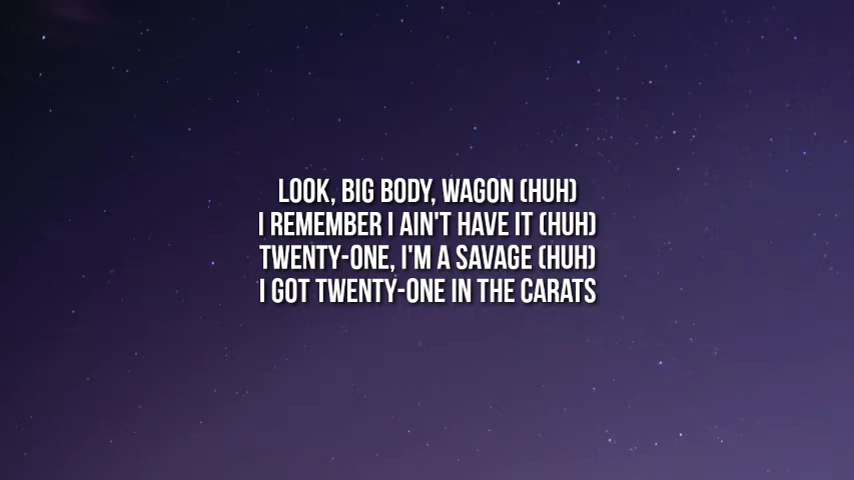 LOOK, BIG BODY, WAGON (HUH)
I REMEMBER I AIN'T HAVE IT (HUH)
TWENTY-ONE, I'M A SAVAGE (HUH)
I GOT TWENTY-ONE IN THE CARATS